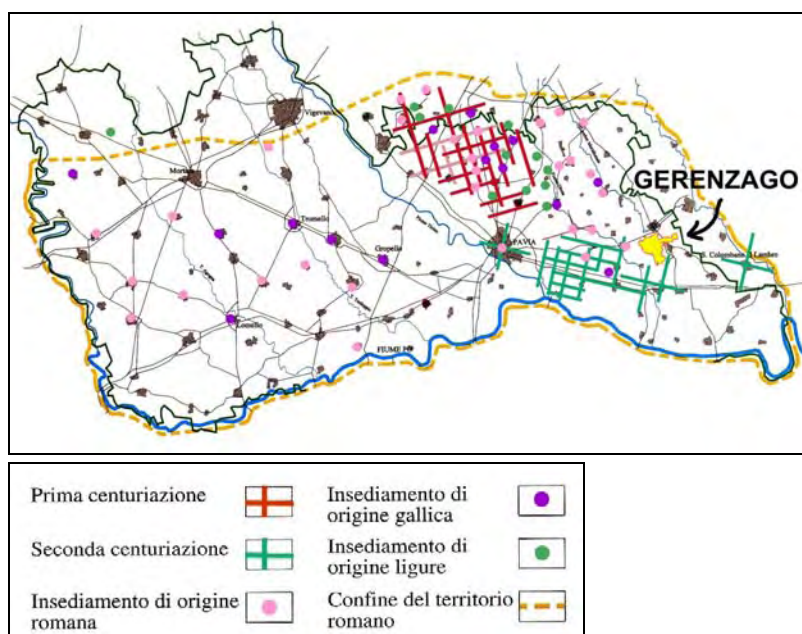 Vigevano
Mortara
GERENZAGO
Tromello
Gropello
PAVIA
S. Colombano
Lambro
Lomello
FIUME PO
Prima centuriazione
Insediamento di
origine gallica
Seconda centuriazione
Insediamento di
origine ligure
Insediamento di origine
romana
Confine del territorio
romano